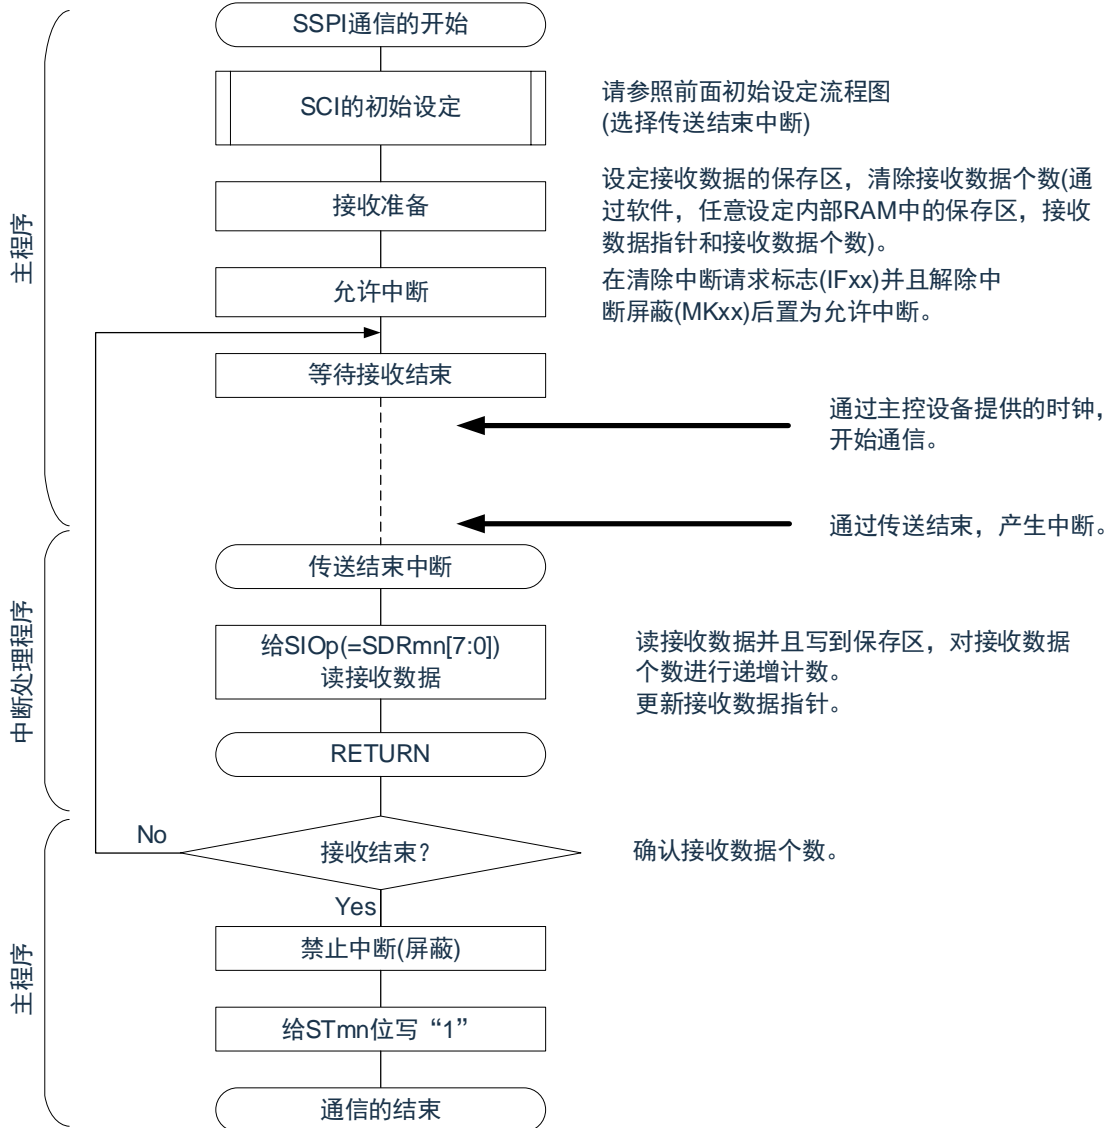 SSPI通信的开始
SCI的初始设定
请参照前面初始设定流程图
(选择传送结束中断)
接收准备
设定接收数据的保存区，清除接收数据个数(通
过软件，任意设定内部RAM中的保存区，接收
数据指针和接收数据个数)。
主程序
允许中断
在清除中断请求标志(IFxx)并且解除中
断屏蔽(MKxx)后置为允许中断。
等待接收结束
通过主控设备提供的时钟，
开始通信。
通过传送结束，产生中断。
传送结束中断
中断处理程序
给SIOp(=SDRmn[7:0])
读接收数据
读接收数据并且写到保存区，对接收数据
个数进行递增计数。
更新接收数据指针。
RETURN
No
接收结束？
确认接收数据个数。
Yes
禁止中断(屏蔽)
主程序
给STmn位写“1”
通信的结束